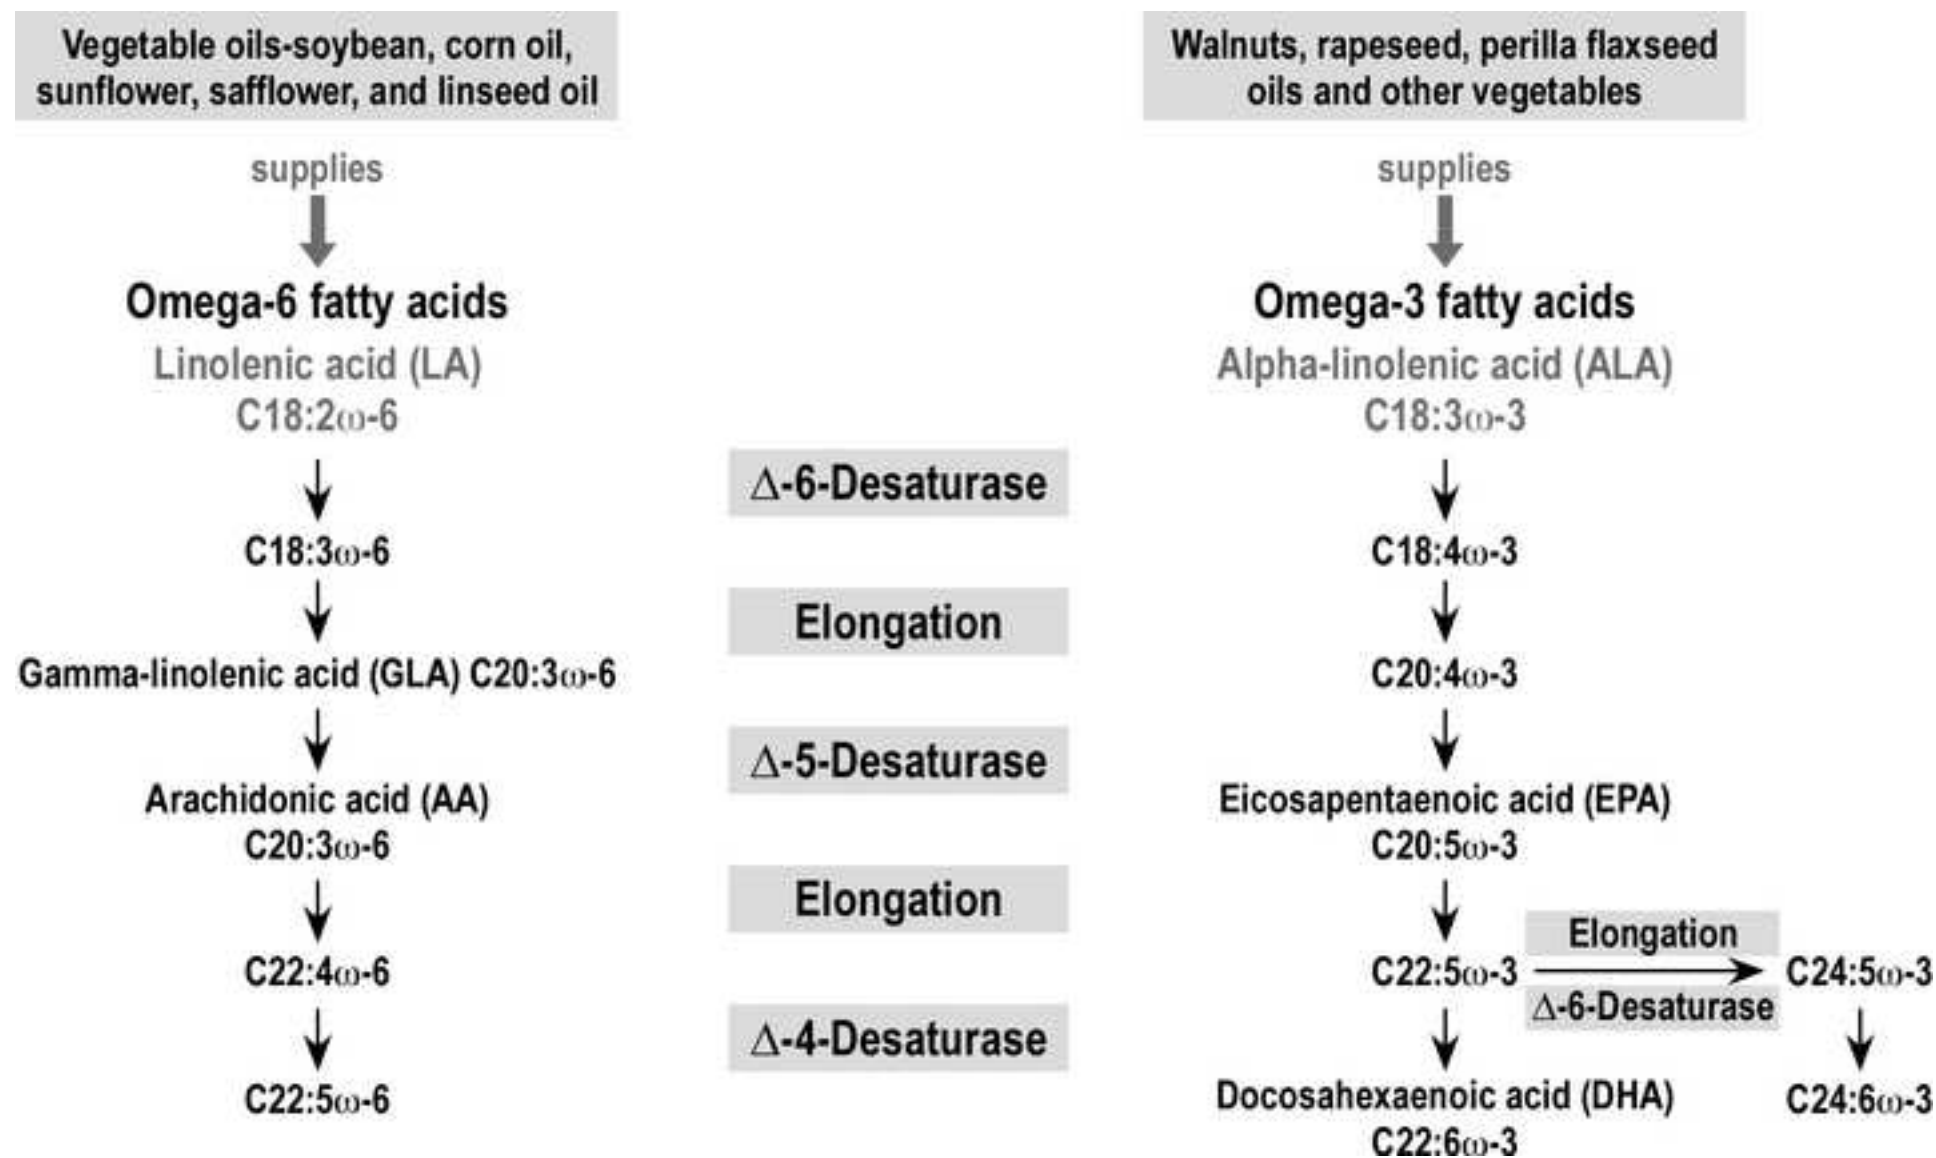 Vegetable oils-soybean, corn oil,
sunflower, safflower, and linseed oil
supplies
Omega-6 fatty acids
Linolenic acid (LA)
C18:2ω-6
C18:3ω-6
Gamma-linolenic acid (GLA) C20:3ω-6
Arachidonic acid (AA)
C20:3ω-6
C22:4ω-6
C22:5ω-6
Δ-6-Desaturase
Elongation
Δ-5-Desaturase
Elongation
Δ-4-Desaturase
Walnuts, rapeseed, perilla flaxseed
oils and other vegetables
supplies
Omega-3 fatty acids
Alpha-linolenic acid (ALA)
C18:3ω-3
C18:4ω-3
C20:4ω-3
Eicosapentaenoic acid (EPA)
C20:5ω-3
Elongation
C22:5ω-3
C24:5ω-3
Δ-6-Desaturase
Docosahexaenoic acid (DHA)
C22:6ω-3
C24:6ω-3